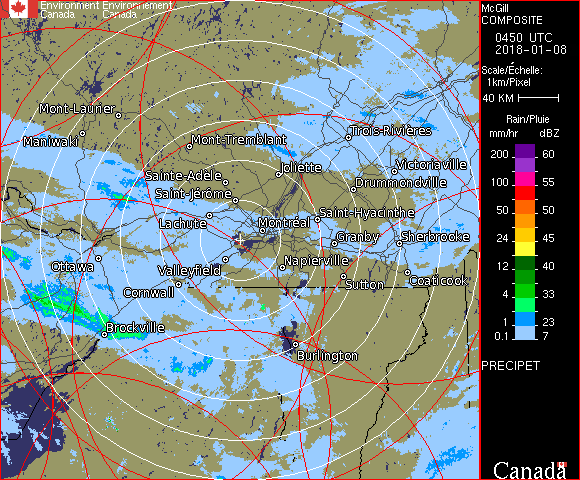 Environment Environnement
Canada Canada
McGill
COMPOSITE
0450 UTC
2018-01-08
Scale/Échelle:
1km/Pixel
40 KM
Rain/Pluie
mm/hr dBZ
200 60
100 55
50 50
24 45
12 40
4 33
1 23
0.1 7
PRECIPET
Canada
Mont-Laurier
Maniwaki
Mont-Tremblant
Trois-Rivières
Joliette
Victoriaville
Sainte-Adèle
Drummondville
Saint-Jérôme
Lachute
Saint-Hyacinthe
Montréal
Granby
Sherbrooke
Ottawa
Valleyfield
Napierville
Cornwall
Sutton
Coaticook
Brockville
Burlington